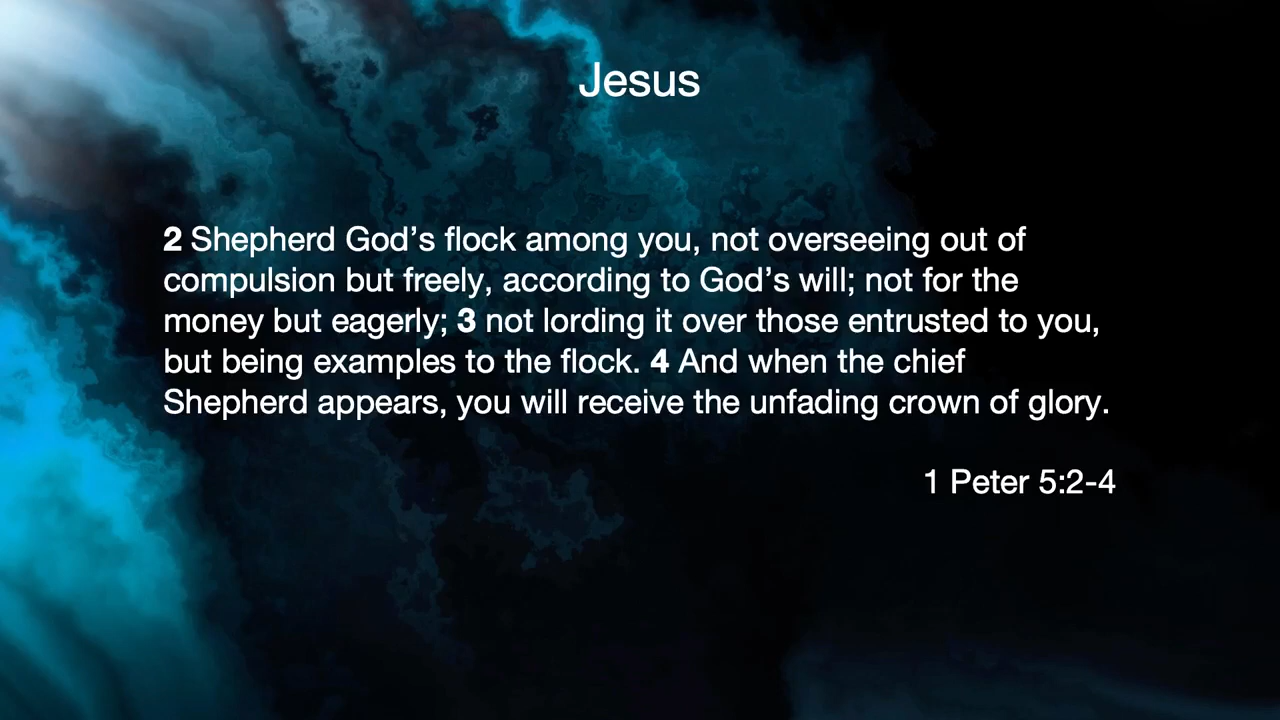 Jesus
2 Shepherd God’s flock among you, not overseeing out of
compulsion but freely, according to God’s will; not for the
money but eagerly; 3 not lording it over those entrusted to you,
but being examples to the flock. 4 And when the chief
Shepherd appears, you will receive the unfading crown of glory.
1 Peter 5:2-4